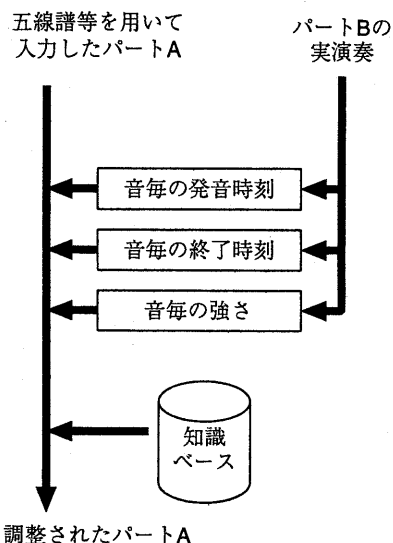 五線譜等を用いて
入力したパートA
パートBの
実演奏
音毎の発音時刻
音毎の終了時刻
音毎の強さ
知識
ベース
調整されたパートA